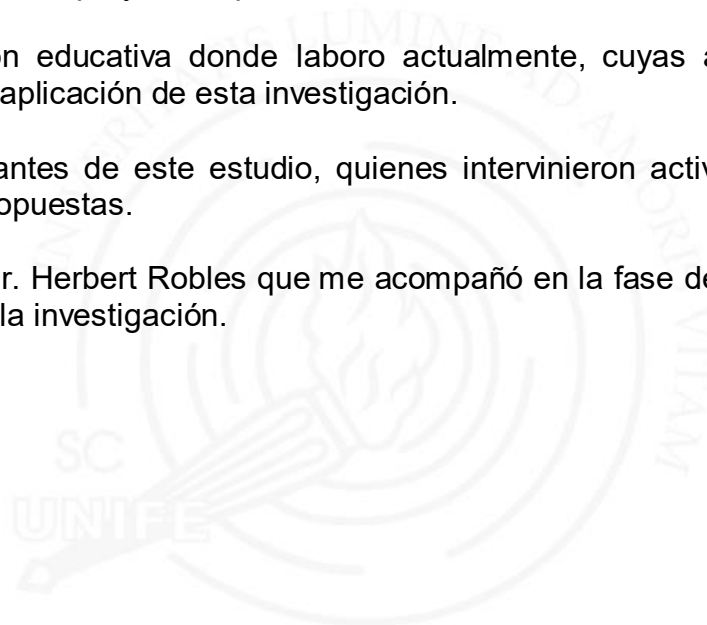 on educativa donde laboro actualmente, cuyas a
aplicación de esta investigación.
antes de este estudio, quienes intervinieron activ
opuestas.
r. Herbert Robles que me acompañó en la fase de
la investigación.
SC
UNIFE